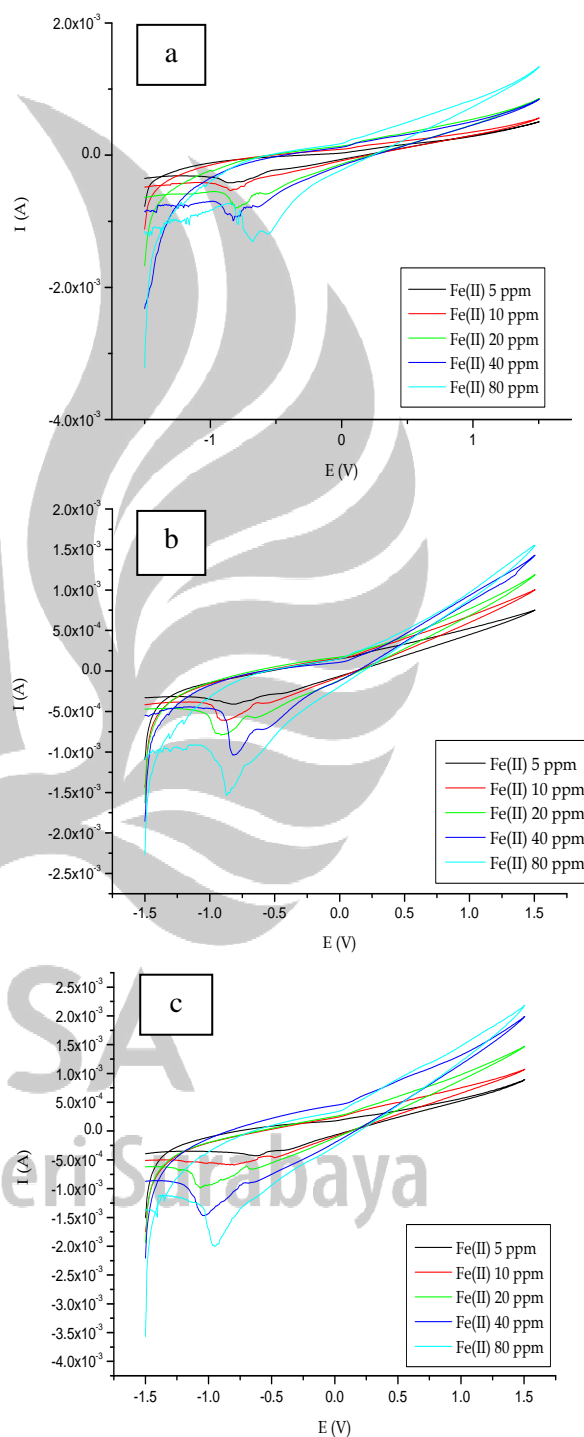 a
2.0x10⁻³
0.0
-2.0x10⁻³
-4.0x10⁻³
I (A)
-1 0 1
E (V)
Fe(II) 5 ppm
Fe(II) 10 ppm
Fe(II) 20 ppm
Fe(II) 40 ppm
Fe(II) 80 ppm
b
2.0x10⁻³
1.5x10⁻³
1.0x10⁻³
5.0x10⁻⁴
0.0
-5.0x10⁻⁴
-1.0x10⁻³
-1.5x10⁻³
-2.0x10⁻³
-2.5x10⁻³
I (A)
-1.5 -1.0 -0.5 0.0 0.5 1.0 1.5
E (V)
Fe(II) 5 ppm
Fe(II) 10 ppm
Fe(II) 20 ppm
Fe(II) 40 ppm
Fe(II) 80 ppm
SA
eri Surabaya
c
2.5x10⁻³
2.0x10⁻³
1.5x10⁻³
1.0x10⁻³
5.0x10⁻⁴
0.0
-5.0x10⁻⁴
-1.0x10⁻³
-1.5x10⁻³
-2.0x10⁻³
-2.5x10⁻³
-3.0x10⁻³
-3.5x10⁻³
-4.0x10⁻³
I (A)
-1.5 -1.0 -0.5 0.0 0.5 1.0 1.5
E (V)
Fe(II) 5 ppm
Fe(II) 10 ppm
Fe(II) 20 ppm
Fe(II) 40 ppm
Fe(II) 80 ppm